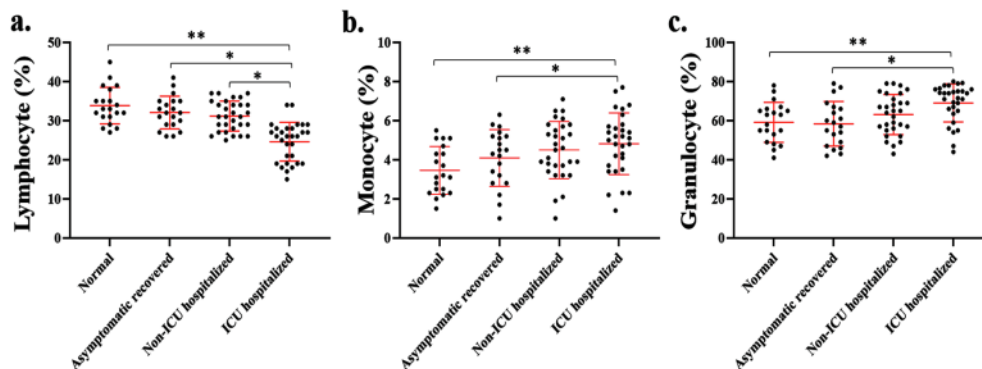 a.
Lymphocyte (%)
50
40
30
20
10
0
**
*
*
Normal
Asymptomatic recovered
Non-ICU hospitalized
ICU hospitalized
b.
Monocyte (%)
10
8
6
4
2
0
**
*
Normal
Asymptomatic recovered
Non-ICU hospitalized
ICU hospitalized
c.
Granulocyte (%)
100
80
60
40
20
0
**
*
Normal
Asymptomatic recovered
Non-ICU hospitalized
ICU hospitalized